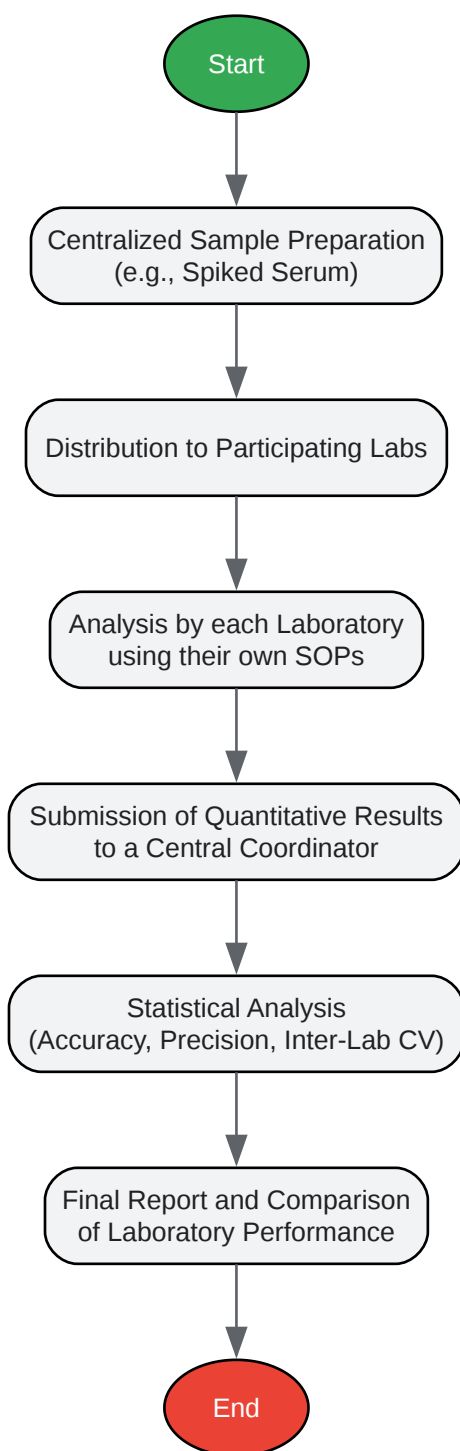 Start
Centralized Sample Preparation
(e.g., Spiked Serum)
Distribution to Participating Labs
Analysis by each Laboratory
using their own SOPs
Submission of Quantitative Results
to a Central Coordinator
Statistical Analysis
(Accuracy, Precision, Inter-Lab CV)
Final Report and Comparison
of Laboratory Performance
End